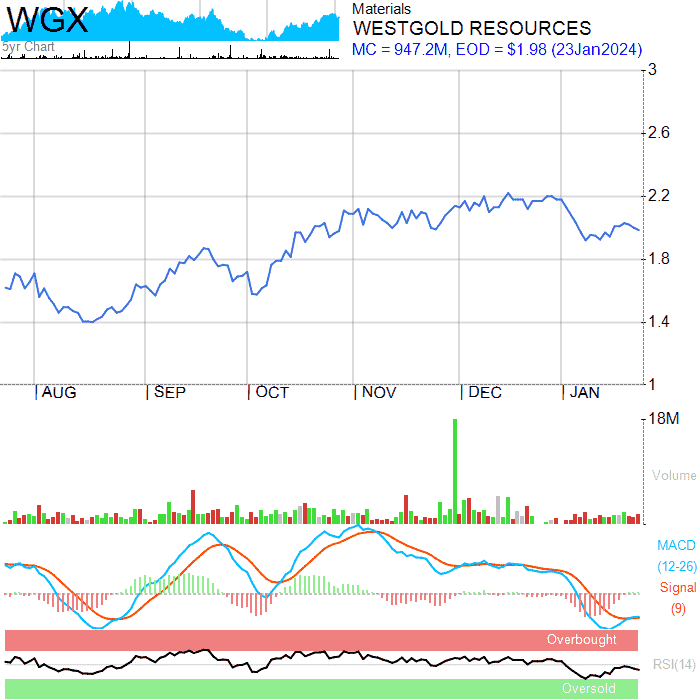 WGX
5yr Chart
Materials
WESTGOLD RESOURCES
MC = 947.2M, EOD = $1.98 (23Jan2024)
3
2.6
2.2
1.8
1.4
1
AUG SEP OCT NOV DEC JAN
18M
Volume
MACD
(12-26)
Signal
(9)
Overbought
RSI(14)
Oversold